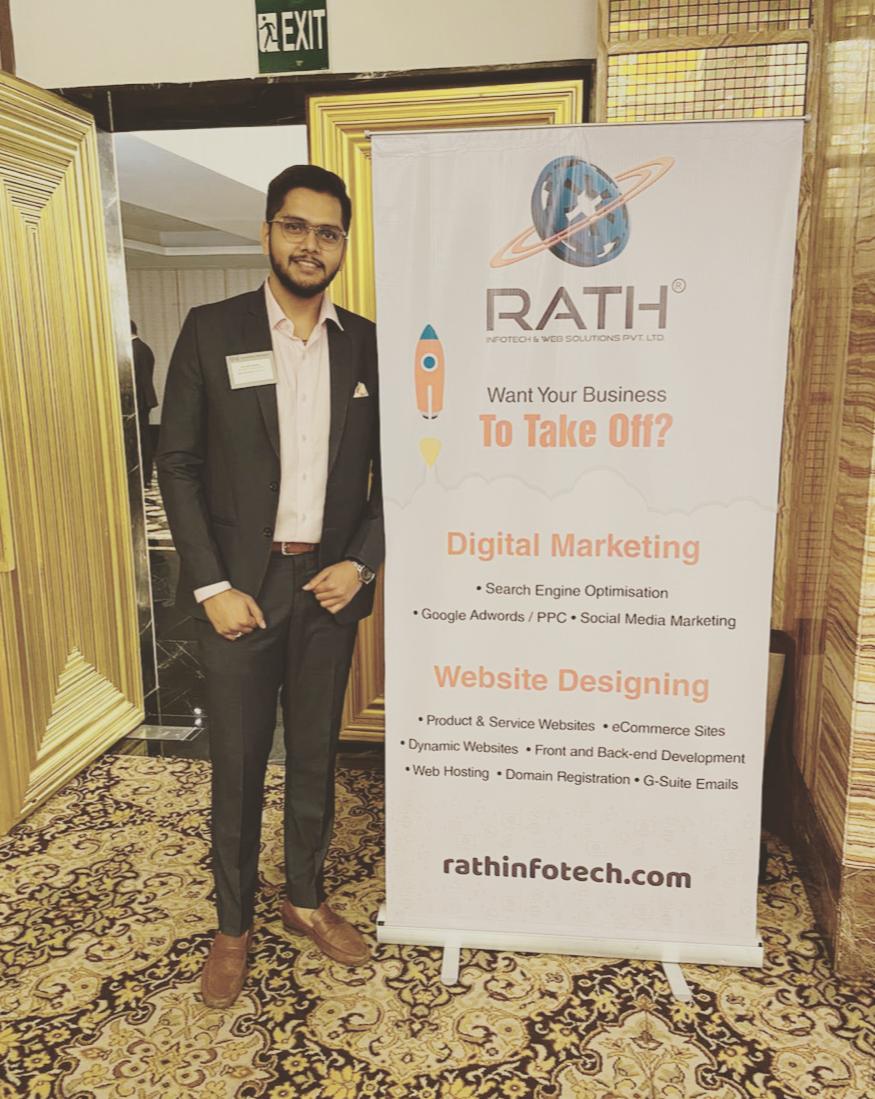 EXIT
RATH®
INFOTECH & WEB SOLUTIONS PVT. LTD.
Want Your Business
To Take Off?
Digital Marketing
• Search Engine Optimisation
• Google Adwords / PPC • Social Media Marketing
Website Designing
• Product & Service Websites • eCommerce Sites
• Dynamic Websites • Front and Back-end Development
• Web Hosting • Domain Registration • G-Suite Emails
rathinfotech.com